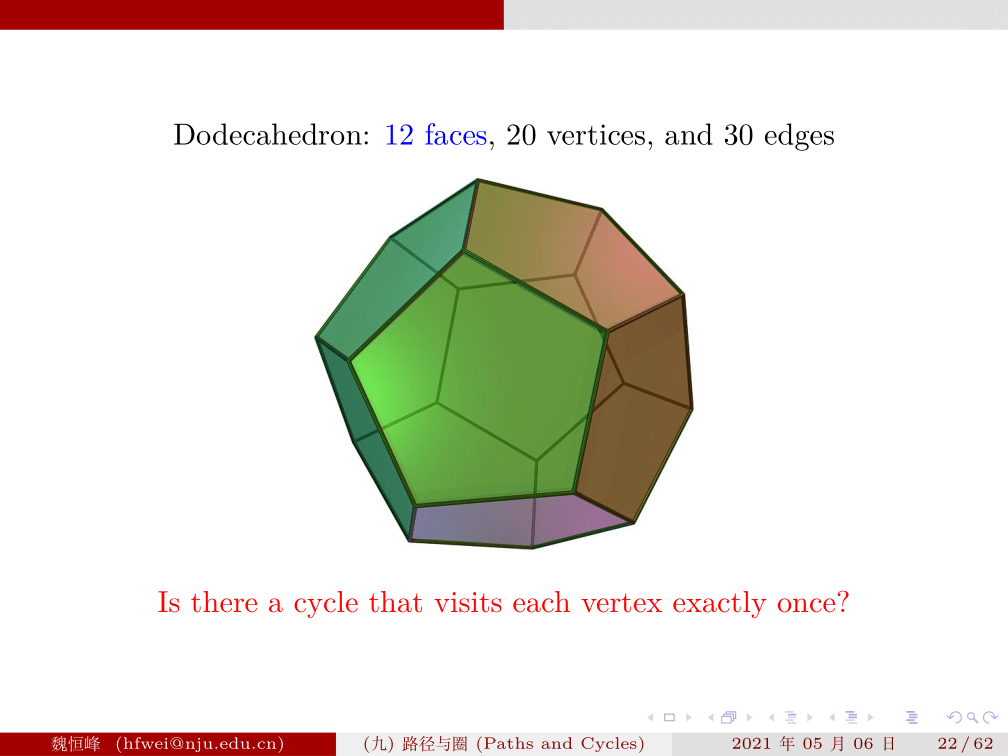 Dodecahedron: 12 faces, 20 vertices, and 30 edges
Is there a cycle that visits each vertex exactly once?
魏恒峰 (hfwei@nju.edu.cn) (九) 路径与圈 (Paths and Cycles) 2021 年 05 月 06 日 22 / 62